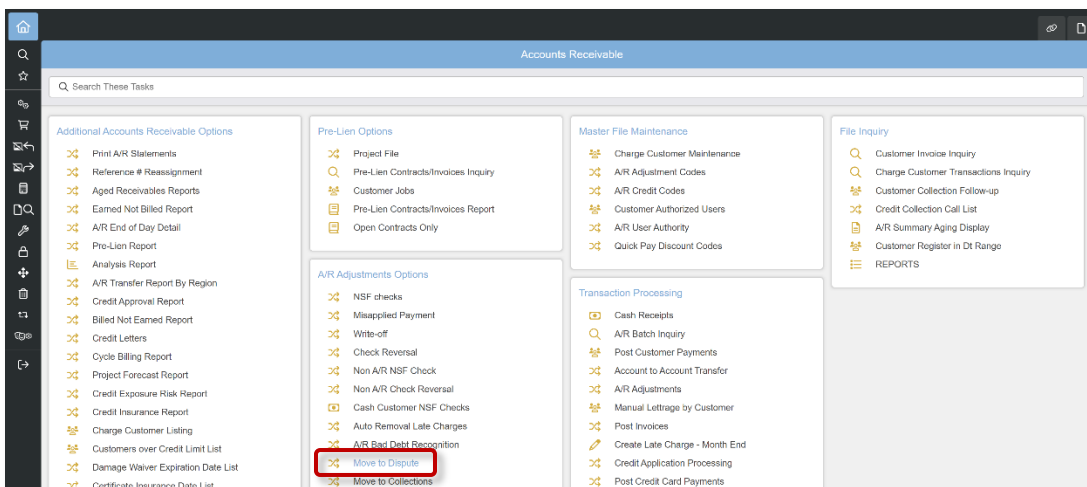 Accounts Receivable
Search These Tasks
Additional Accounts Receivable Options
Print A/R Statements
Reference # Reassignment
Aged Receivables Reports
Earned Not Billed Report
A/R End of Day Detail
Pre-Lien Report
Analysis Report
A/R Transfer Report By Region
Credit Approval Report
Billed Not Earned Report
Credit Letters
Cycle Billing Report
Project Forecast Report
Credit Exposure Risk Report
Credit Insurance Report
Charge Customer Listing
Customers over Credit Limit List
Damage Waiver Expiration Date List
Certificate Insurance Date List
Pre-Lien Options
Project File
Pre-Lien Contracts/Invoices Inquiry
Customer Jobs
Pre-Lien Contracts/Invoices Report
Open Contracts Only
A/R Adjustments Options
NSF checks
Misapplied Payment
Write-off
Check Reversal
Non A/R NSF Check
Non A/R Check Reversal
Cash Customer NSF Checks
Auto Removal Late Charges
A/R Bad Debt Recognition
Move to Dispute
Move to Collections
Master File Maintenance
Charge Customer Maintenance
A/R Adjustment Codes
A/R Credit Codes
Customer Authorized Users
A/R User Authority
Quick Pay Discount Codes
Transaction Processing
Cash Receipts
A/R Batch Inquiry
Post Customer Payments
Account to Account Transfer
A/R Adjustments
Manual Lettrage by Customer
Post Invoices
Create Late Charge - Month End
Credit Application Processing
Post Credit Card Payments
File Inquiry
Customer Invoice Inquiry
Charge Customer Transactions Inquiry
Customer Collection Follow-up
Credit Collection Call List
A/R Summary Aging Display
Customer Register in Dt Range
REPORTS